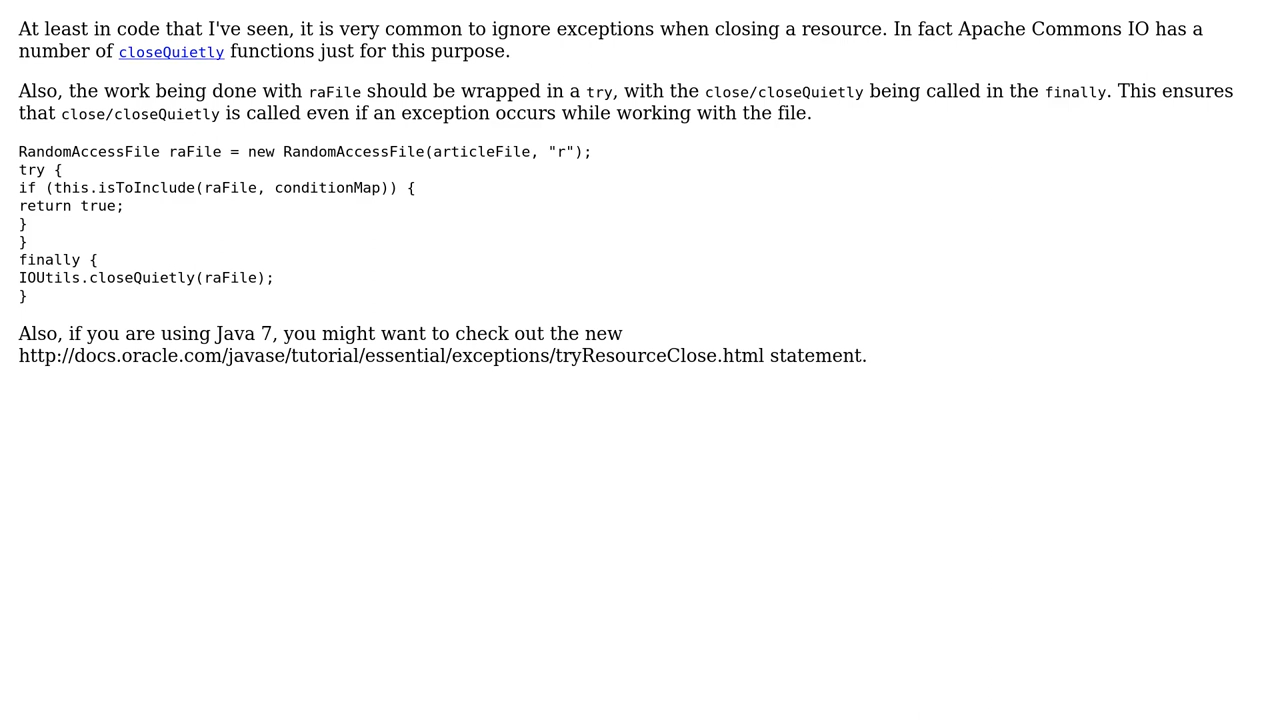 At least in code that I've seen, it is very common to ignore exceptions when closing a resource. In fact Apache Commons IO has a
number of closeQuietly functions just for this purpose.
Also, the work being done with raFile should be wrapped in a try, with the close/closeQuietly being called in the finally. This ensures
that close/closeQuietly is called even if an exception occurs while working with the file.
RandomAccessFile raFile = new RandomAccessFile(articleFile, "r");
try {
if (this.isToInclude(raFile, conditionMap)) {
return true;
}
}
finally {
IOUtils.closeQuietly(raFile);
}
Also, if you are using Java 7, you might want to check out the new
http://docs.oracle.com/javase/tutorial/essential/exceptions/tryResourceClose.html statement.